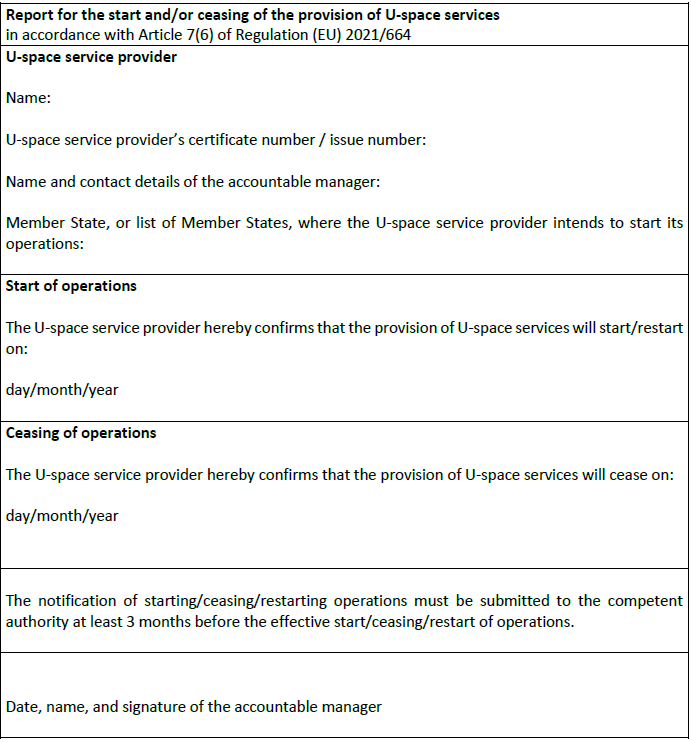 Report for the start and/or ceasing of the provision of U-space services
in accordance with Article 7(6) of Regulation (EU) 2021/664
U-space service provider
Name:
U-space service provider’s certificate number / issue number:
Name and contact details of the accountable manager:
Member State, or list of Member States, where the U-space service provider intends to start its
operations:
Start of operations
The U-space service provider hereby confirms that the provision of U-space services will start/restart
on:
day/month/year
Ceasing of operations
The U-space service provider hereby confirms that the provision of U-space services will cease on:
day/month/year
The notification of starting/ceasing/restarting operations must be submitted to the competent
authority at least 3 months before the effective start/ceasing/restart of operations.
Date, name, and signature of the accountable manager